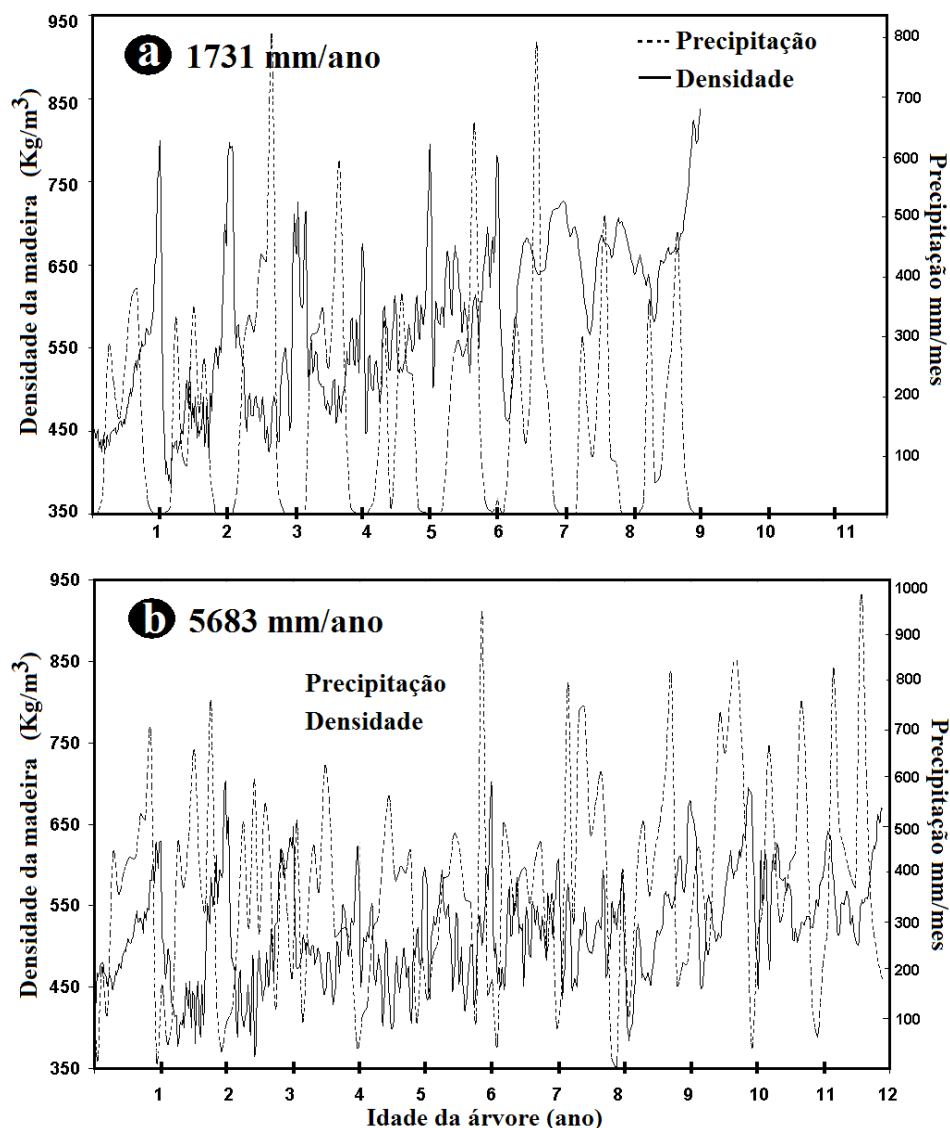 950
850
750
650
550
450
350
Densidade da madeira (Kg/m³)
a 1731 mm/ano
Precipitação
Densidade
800
700
600
500
400
300
200
100
Precipitação mm/mes
1 2 3 4 5 6 7 8 9 10 11
950
850
750
650
550
450
350
Densidade da madeira (Kg/m³)
b 5683 mm/ano
Precipitação
Densidade
1000
900
800
700
600
500
400
300
200
100
Precipitação mm/mes
1 2 3 4 5 6 7 8 9 10 11 12
Idade da árvore (ano)